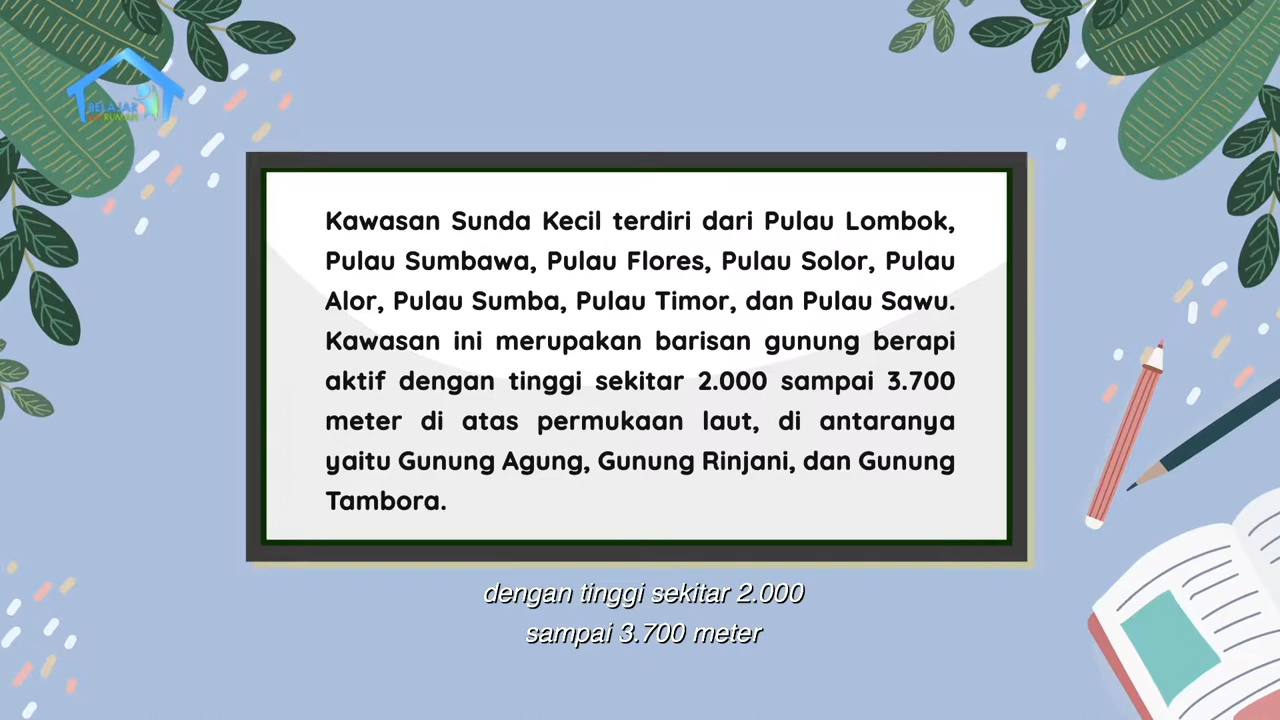 BELAJAR
DI RUMAH
Kawasan Sunda Kecil terdiri dari Pulau Lombok,
Pulau Sumbawa, Pulau Flores, Pulau Solor, Pulau
Alor, Pulau Sumba, Pulau Timor, dan Pulau Sawu.
Kawasan ini merupakan barisan gunung berapi
aktif dengan tinggi sekitar 2.000 sampai 3.700
meter di atas permukaan laut, di antaranya
yaitu Gunung Agung, Gunung Rinjani, dan Gunung
Tambora.
dengan tinggi sekitar 2.000
sampai 3.700 meter